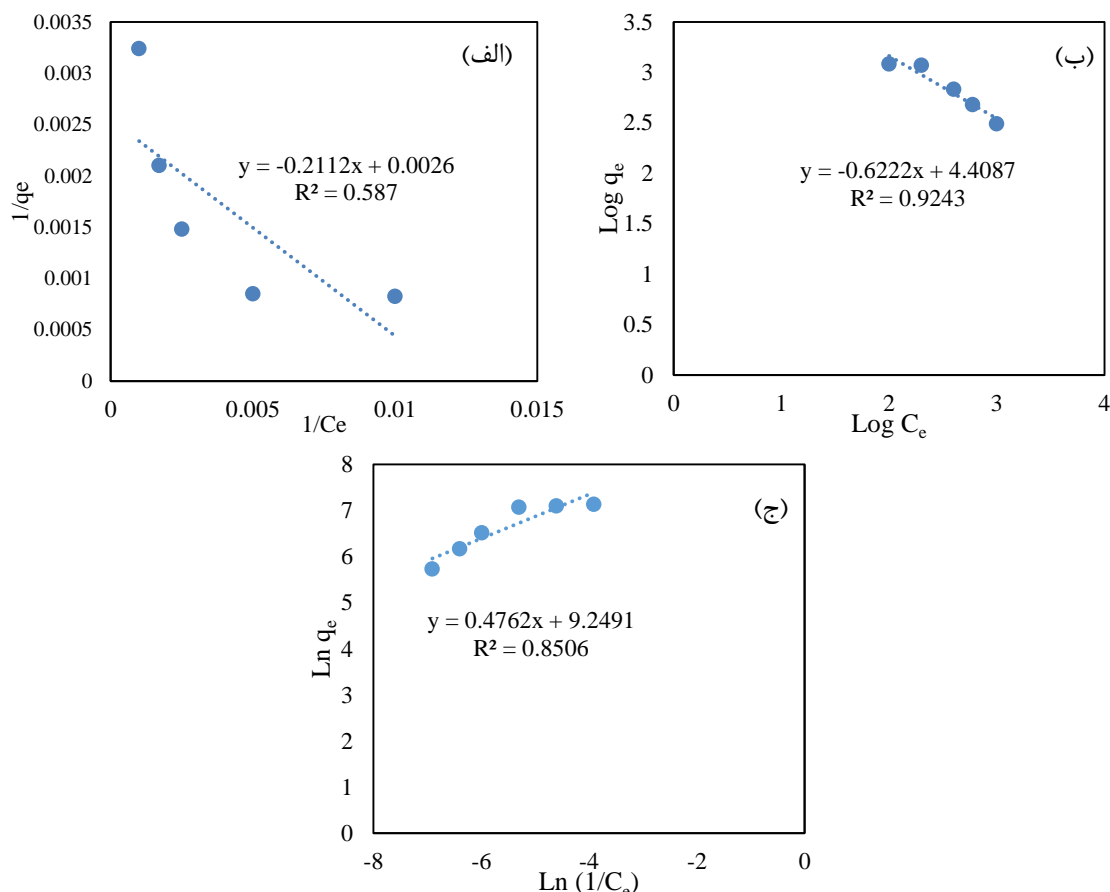 (الف)
0.0035
0.003
0.0025
0.002
0.0015
0.001
0.0005
0
1/qe
y = -0.2112x + 0.0026
R² = 0.587
0 0.005 0.01 0.015
1/Ce
(ب)
3.5
3
2.5
2
1.5
1
0.5
0
Log qₑ
y = -0.6222x + 4.4087
R² = 0.9243
0 1 2 3 4
Log Cₑ
(ج)
8
7
6
5
4
3
2
1
0
Ln qₑ
y = 0.4762x + 9.2491
R² = 0.8506
-8 -6 -4 -2 0
Ln (1/Cₑ)